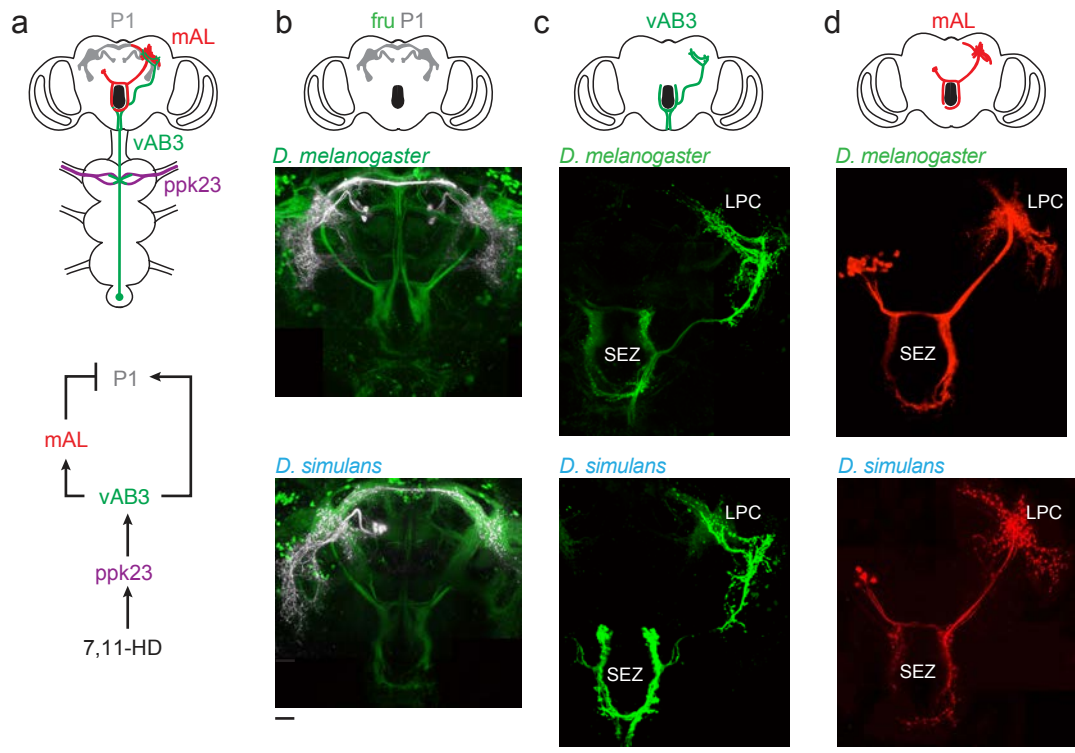 a
P1
mAL
vAB3
ppk23
P1
mAL
vAB3
ppk23
7,11-HD
b
fru P1
D. melanogaster
D. simulans
c
vAB3
D. melanogaster
LPC
SEZ
D. simulans
LPC
SEZ
d
mAL
D. melanogaster
LPC
SEZ
D. simulans
LPC
SEZ